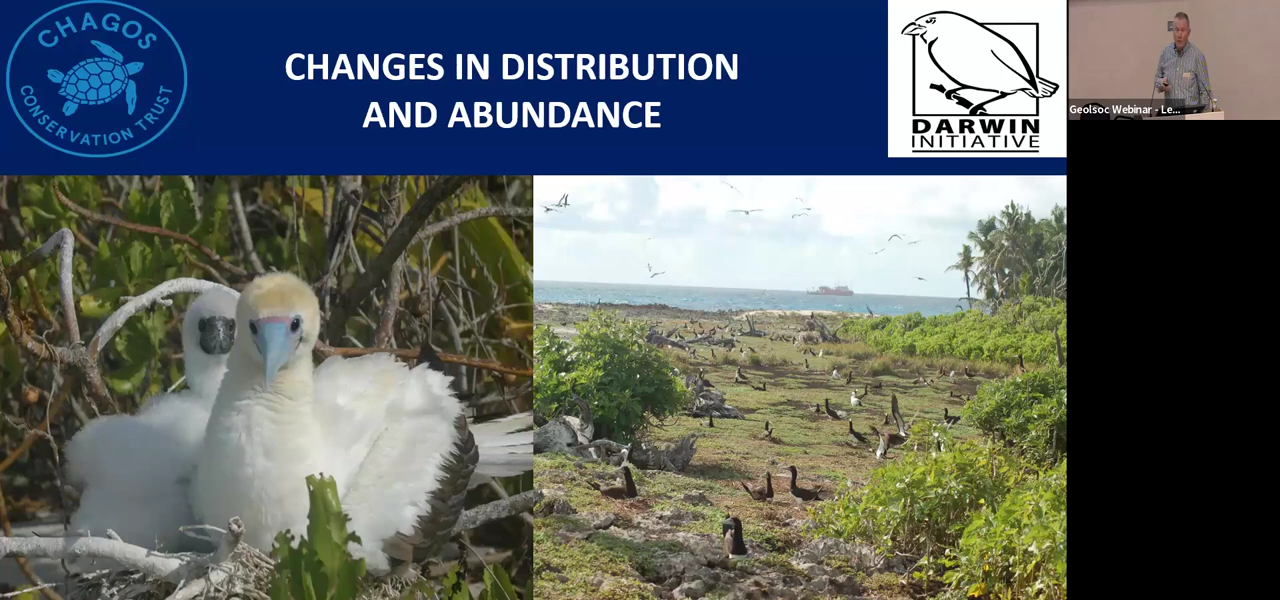 CHAGOS
CONSERVATION TRUST
CHANGES IN DISTRIBUTION
AND ABUNDANCE
DARWIN
INITIATIVE
Geolsoc Webinar - Le...